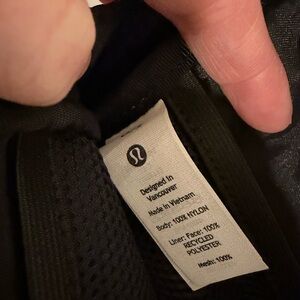 Designed in
Vancouver
Made in Vietnam
Body: 100% NYLON
Liner: Face: 100%
RECYCLED
POLYESTER
Mesh: 100%